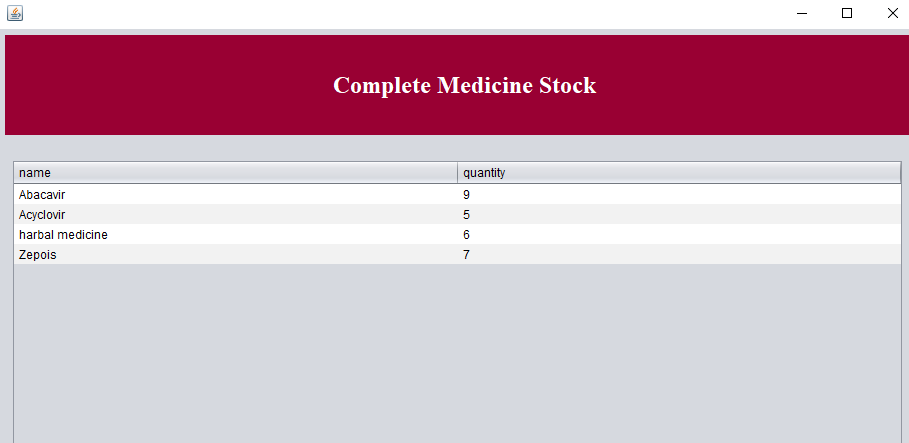 Complete Medicine Stock
name quantity
Abacavir 9
Acyclovir 5
harbal medicine 6
Zepois 7